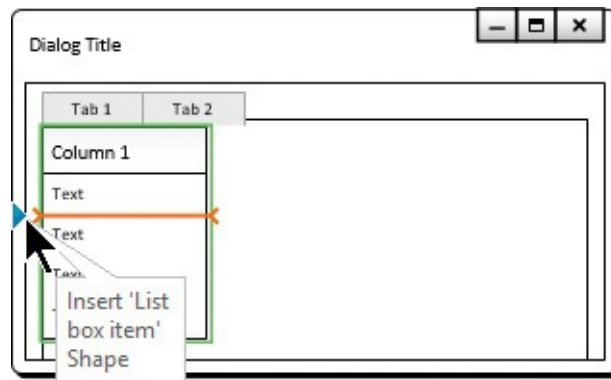 Dialog Title
Tab 1 Tab 2
Column 1
Text
Text
Insert 'List
box item'
Shape